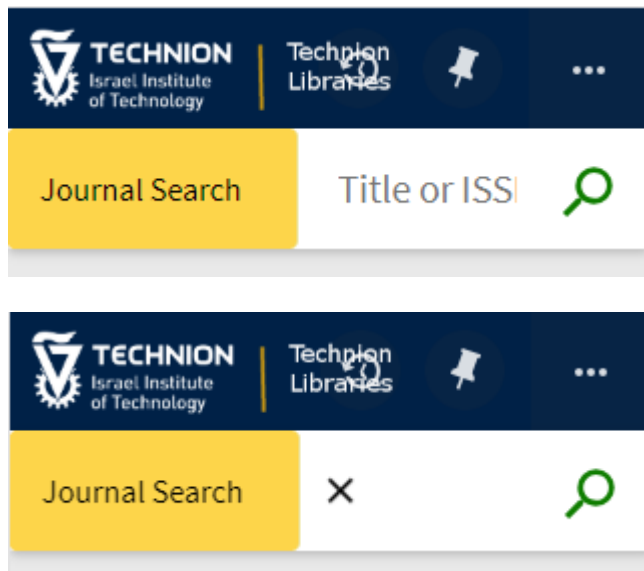 TECHNION
Israel Institute
of Technology
Technion
Libraries
Journal Search
Title or ISS
TECHNION
Israel Institute
of Technology
Technion
Libraries
Journal Search